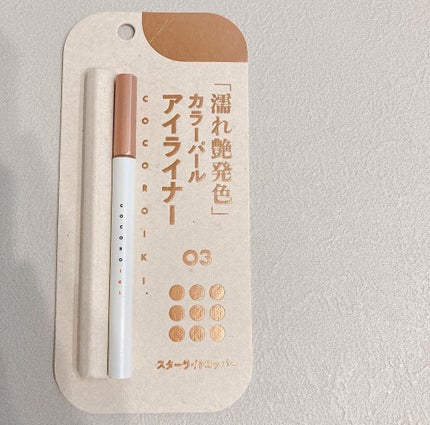 「濡れ艶発色」
カラーパール
アイライナー
COCOROIKI.
COCOROIKI
03
スターライトコッパー